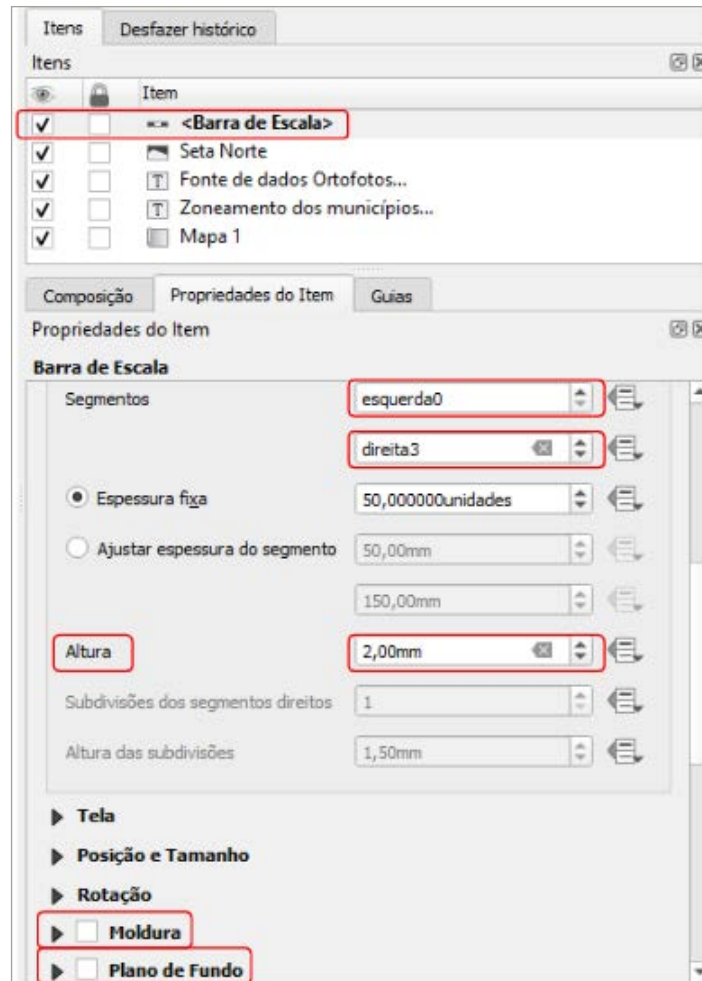 Itens Desfazer histórico
Itens
Item
<Barra de Escala>
Seta Norte
T Fonte de dados Ortofotos...
T Zoneamento dos municípios...
Mapa 1
Composição Propriedades do Item Guias
Propriedades do Item
Barra de Escala
Segmentos esquerda0
direita3
Espessura fixa 50,000000unidades
Ajustar espessura do segmento 50,00mm
150,00mm
Altura 2,00mm
Subdivisões dos segmentos direitos 1
Altura das subdivisões 1,50mm
Tela
Posição e Tamanho
Rotação
Moldura
Plano de Fundo